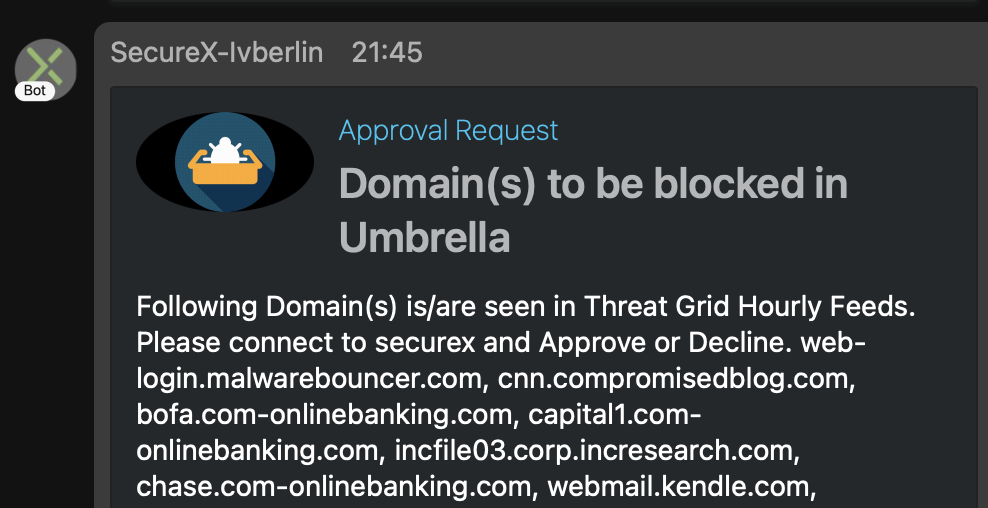 SecureX-Ivberlin 21:45
Bot
Approval Request
Domain(s) to be blocked in
Umbrella
Following Domain(s) is/are seen in Threat Grid Hourly Feeds.
Please connect to securex and Approve or Decline. web-
login.malwarebouncer.com, cnn.compromisedblog.com,
bofa.com-onlinebanking.com, capital1.com-
onlinebanking.com, incfile03.corp.incresearch.com,
chase.com-onlinebanking.com, webmail.kendle.com,